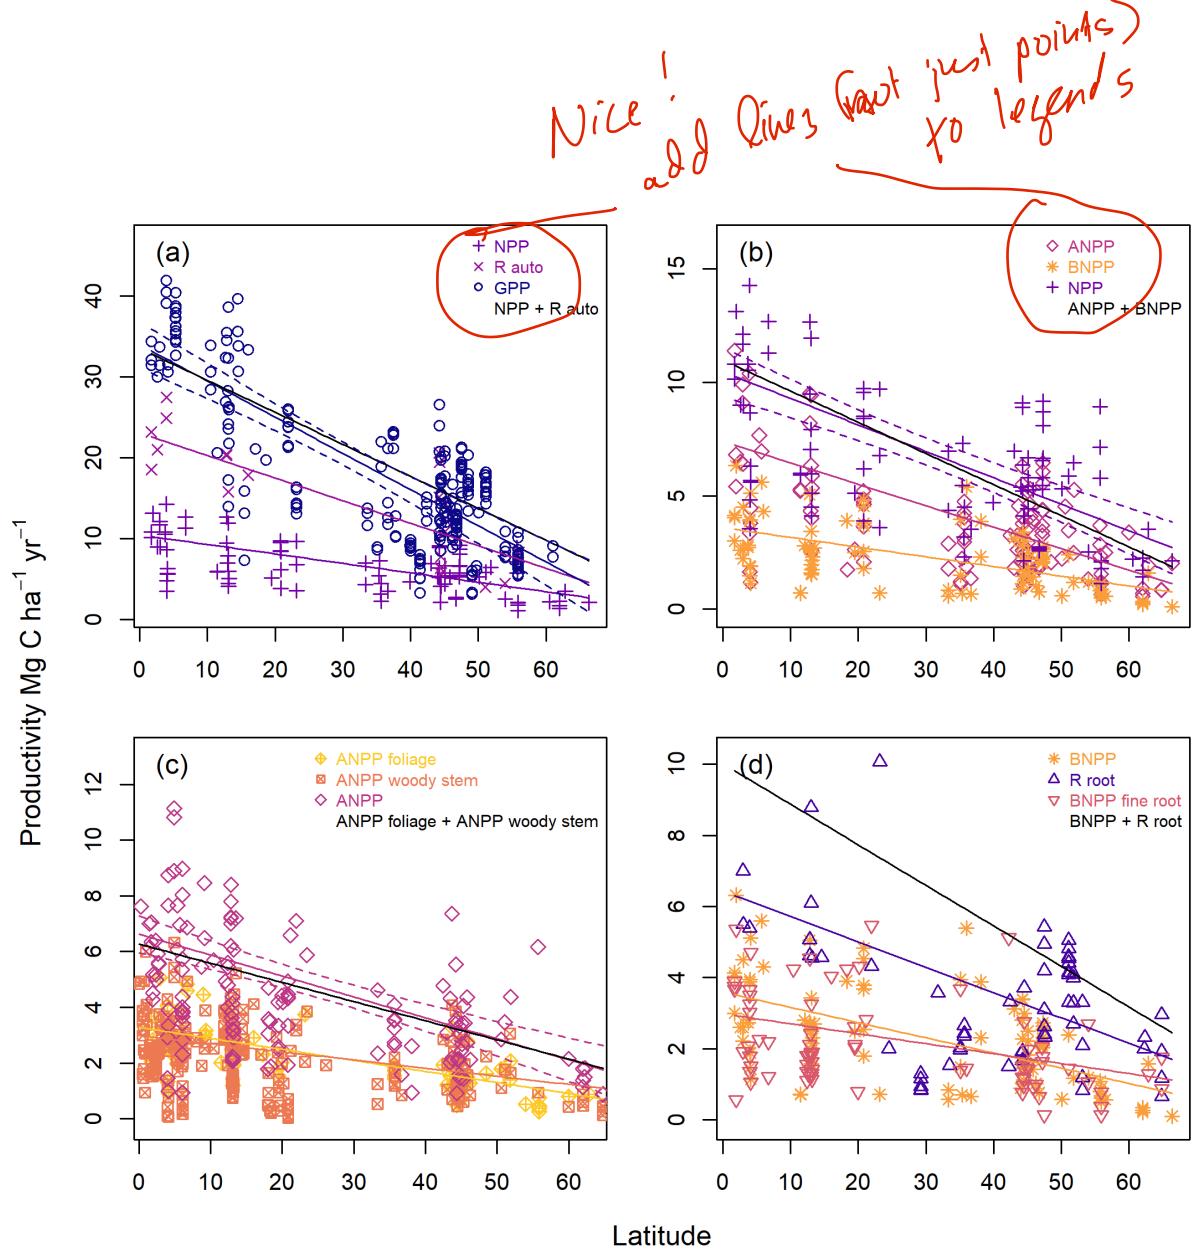 Nice!
add lines (not just points)
to legends
(a)
NPP
R auto
GPP
NPP + R auto
40
30
20
10
0
0 10 20 30 40 50 60
(b)
ANPP
BNPP
NPP
ANPP + BNPP
15
10
5
0
0 10 20 30 40 50 60
Productivity Mg C ha⁻¹ yr⁻¹
(c)
ANPP foliage
ANPP woody stem
ANPP
ANPP foliage + ANPP woody stem
12
10
8
6
4
2
0
0 10 20 30 40 50 60
(d)
BNPP
R root
BNPP fine root
BNPP + R root
10
8
6
4
2
0
0 10 20 30 40 50 60
Latitude